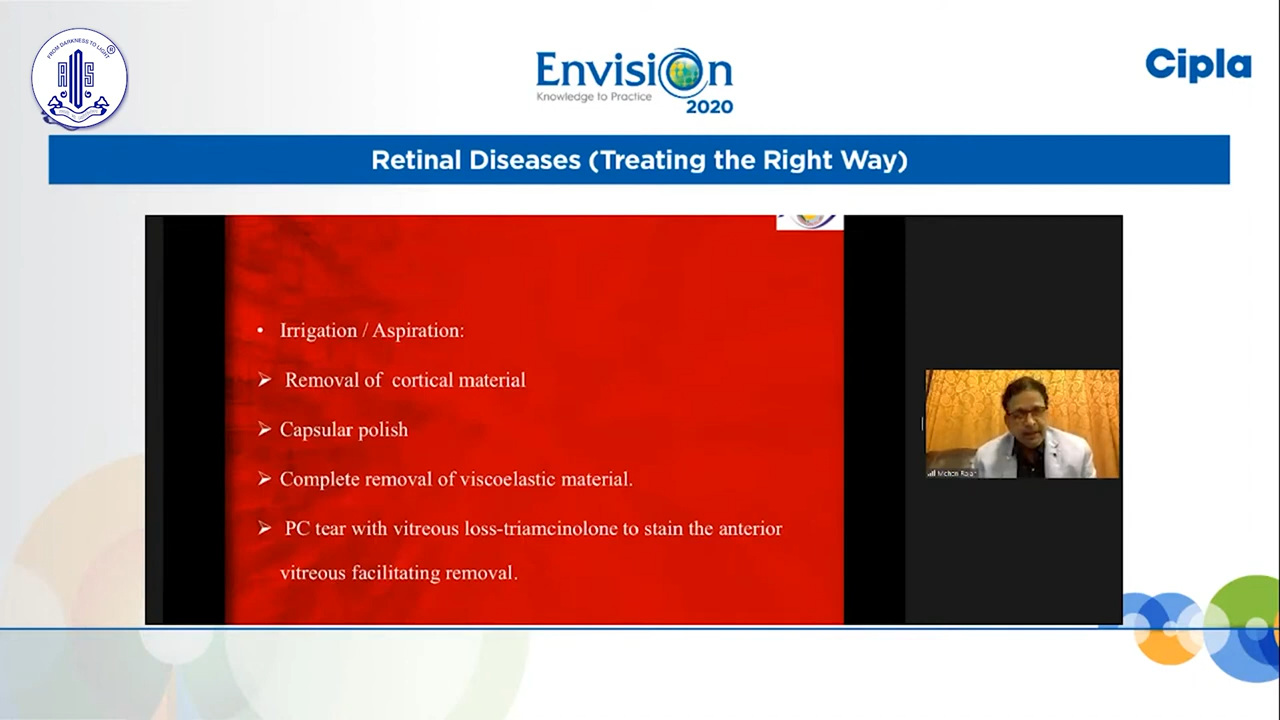 FROM DARKNESS TO LIGHT
Envision
Knowledge to Practice
2020
Cipla
Retinal Diseases (Treating the Right Way)
• Irrigation / Aspiration:
➢ Removal of cortical material
➢ Capsular polish
➢ Complete removal of viscoelastic material.
➢ PC tear with vitreous loss-triamcinolone to stain the anterior
vitreous facilitating removal.
Mohan Rajan